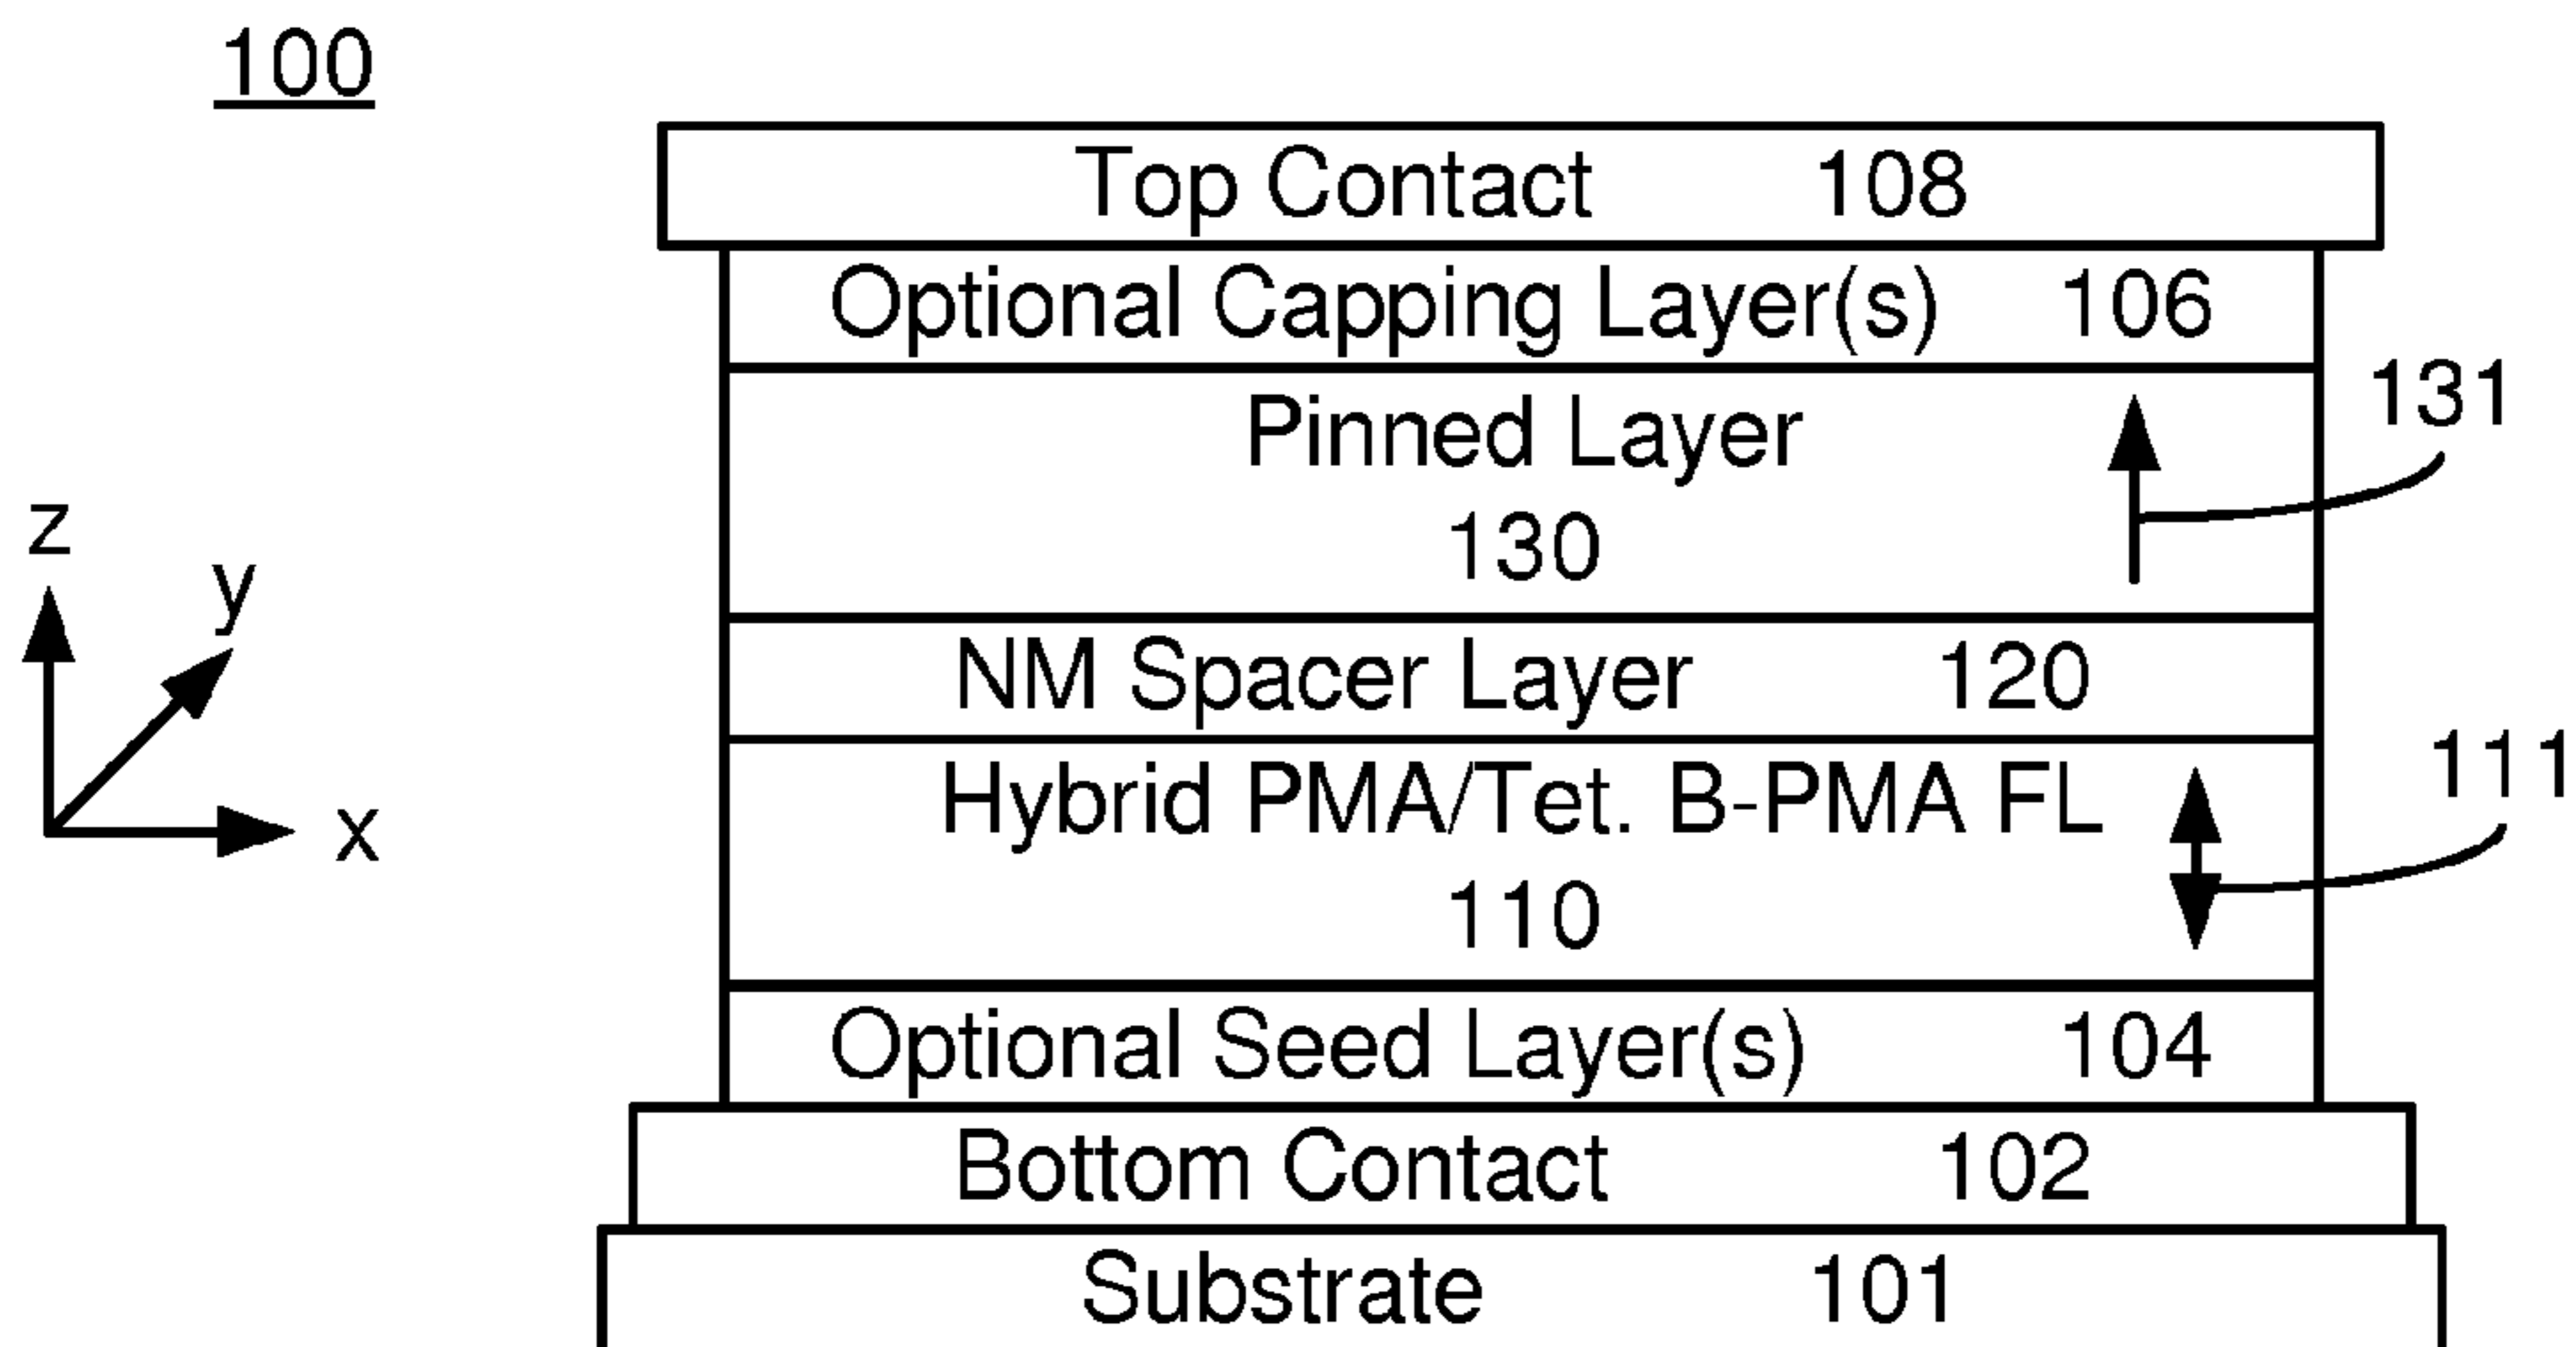 100
Top Contact 108
Optional Capping Layer(s) 106
Pinned Layer
130
131
NM Spacer Layer 120
Hybrid PMA/Tet. B-PMA FL
110
111
Optional Seed Layer(s) 104
Bottom Contact 102
Substrate 101
z
y
x